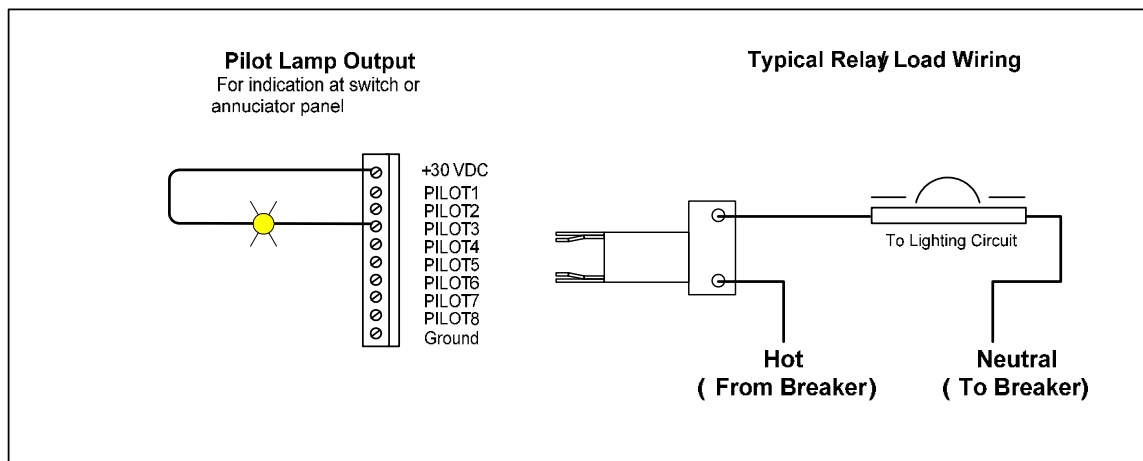 Pilot Lamp Output
For indication at switch or
annuciator panel
+30 VDC
PILOT1
PILOT2
PILOT3
PILOT4
PILOT5
PILOT6
PILOT7
PILOT8
Ground
Typical Relay/ Load Wiring
To Lighting Circuit
Hot
( From Breaker)
Neutral
( To Breaker)